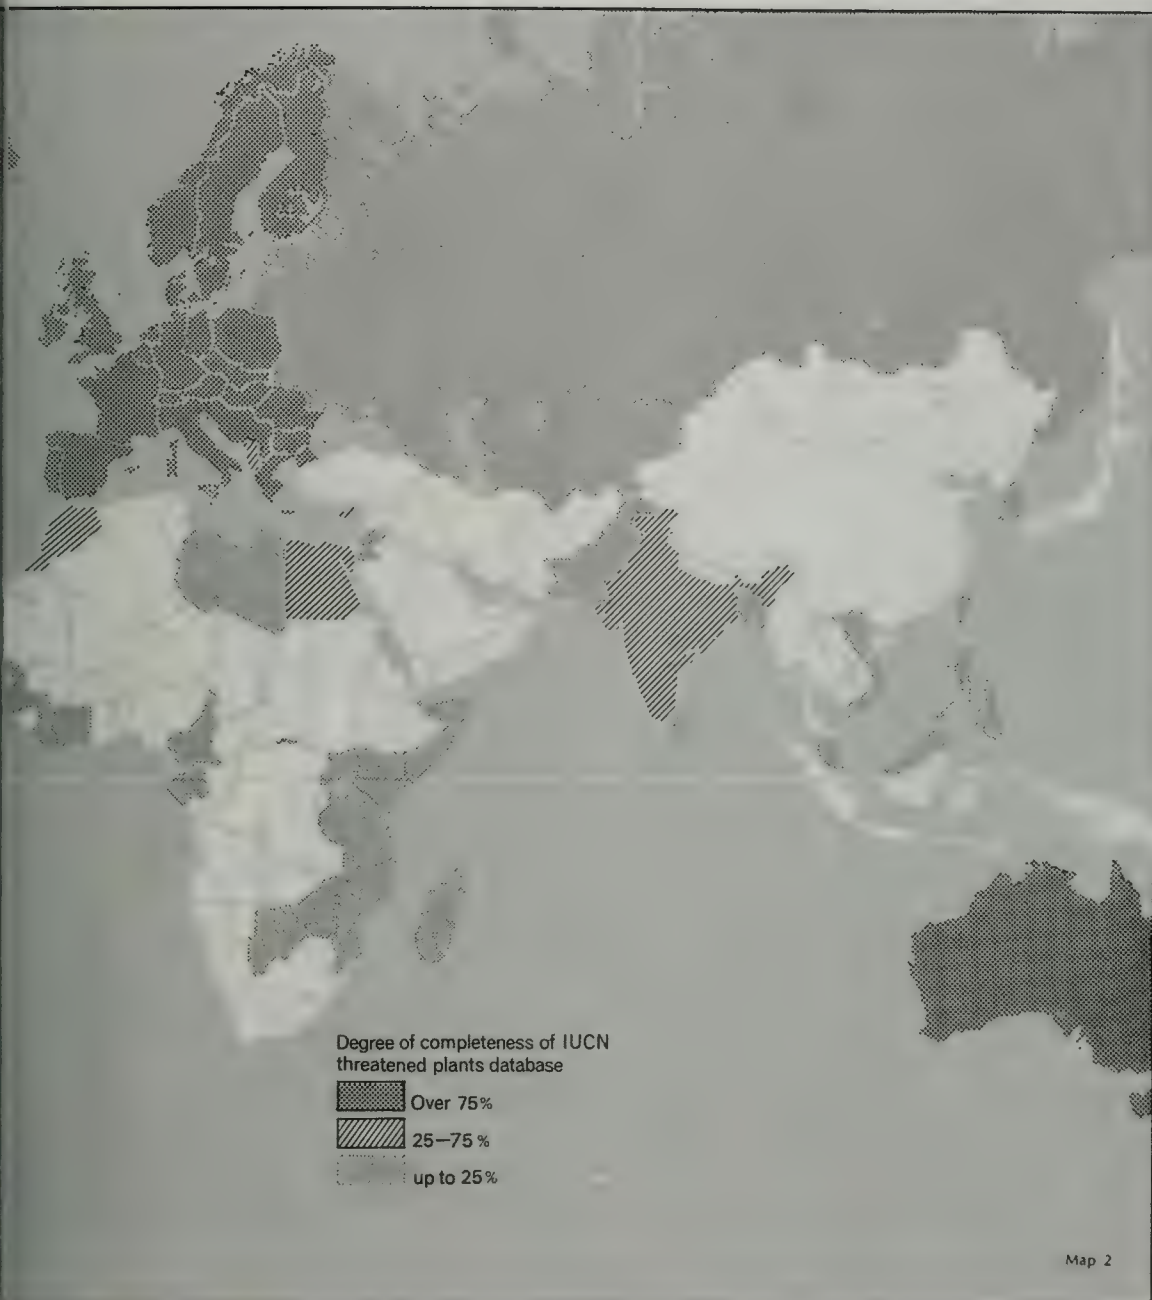 Degree of completeness of IUCN
threatened plants database
Over 75%
25—75%
up to 25%
Map 2